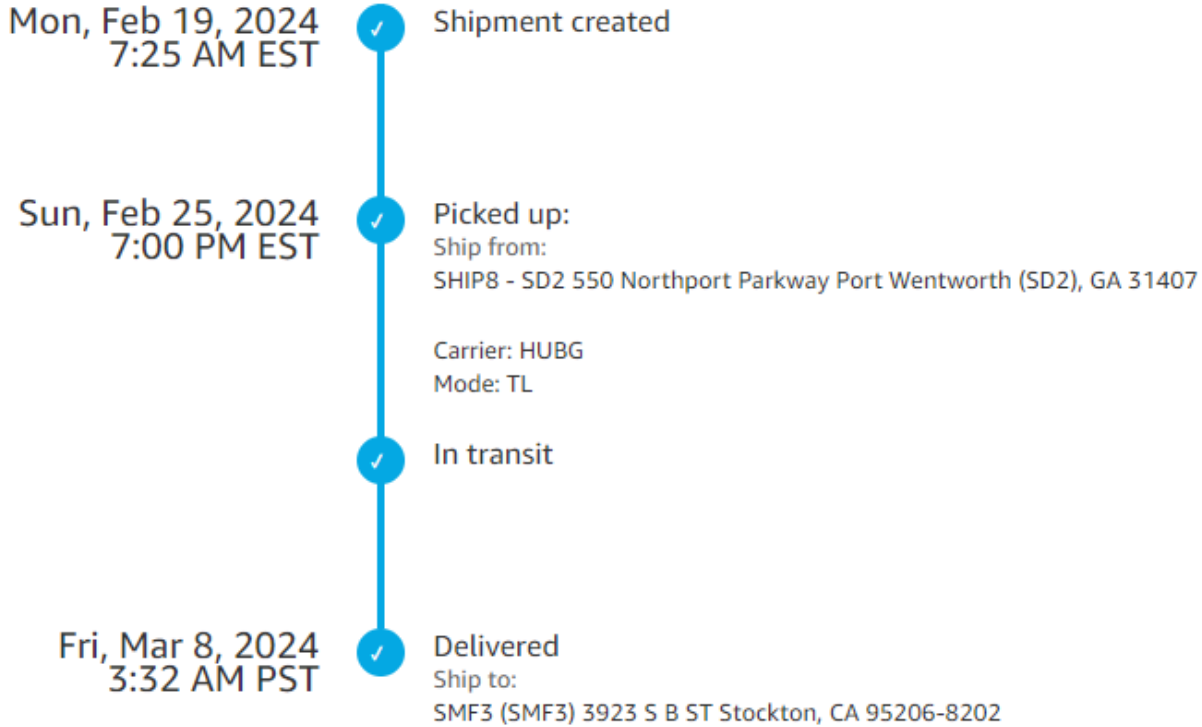 Mon, Feb 19, 2024
7:25 AM EST
Shipment created
Sun, Feb 25, 2024
7:00 PM EST
Picked up:
Ship from:
SHIP8 - SD2 550 Northport Parkway Port Wentworth (SD2), GA 31407
Carrier: HUBG
Mode: TL
In transit
Fri, Mar 8, 2024
3:32 AM PST
Delivered
Ship to:
SMF3 (SMF3) 3923 S B ST Stockton, CA 95206-8202